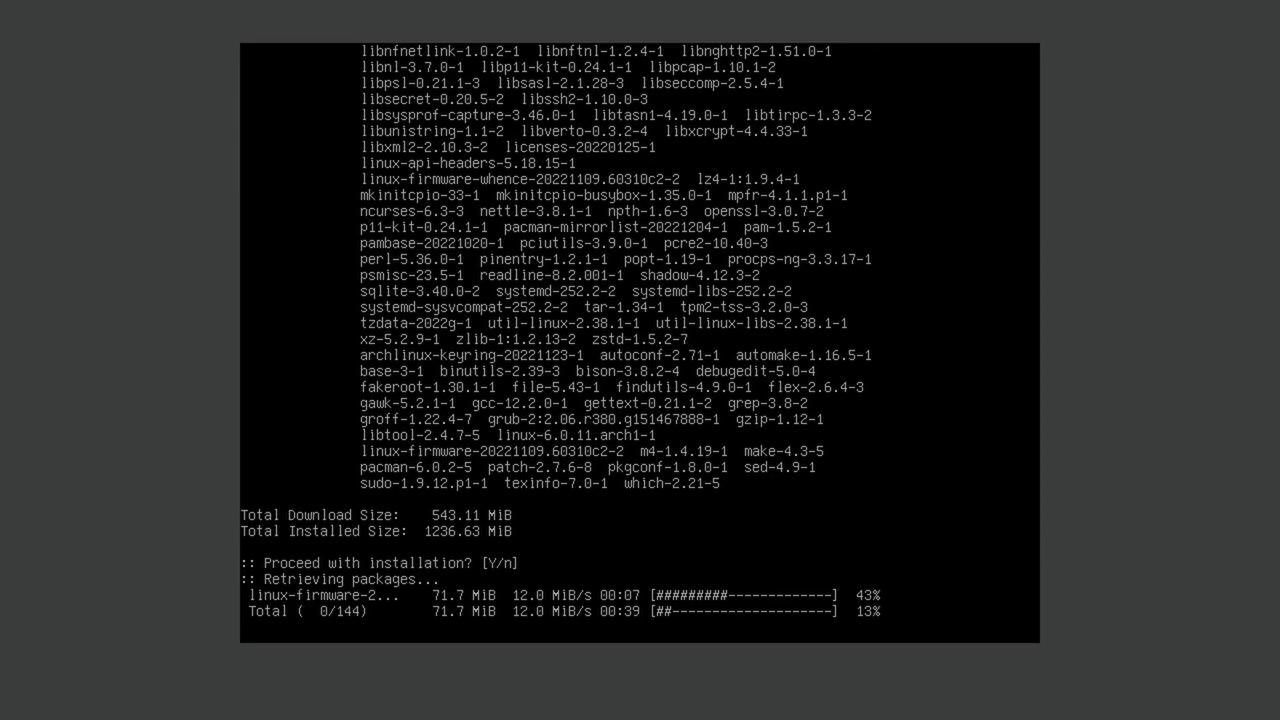 libnfnetlink-1.0.2-1  libnftnl-1.2.4-1  libnghttp2-1.51.0-1
libnl-3.7.0-1  libp11-kit-0.24.1-1  libpcap-1.10.1-2
libpsl-0.21.1-3  libsasl-2.1.28-3  libseccomp-2.5.4-1
libsecret-0.20.5-2  libssh2-1.10.0-3
libsysprof-capture-3.46.0-1  libtasn1-4.19.0-1  libtirpc-1.3.3-2
libunistring-1.1-2  libverto-0.3.2-4  libxcrypt-4.4.33-1
libxml2-2.10.3-2  licenses-20220125-1
linux-api-headers-5.18.15-1
linux-firmware-whence-20221109.60310c2-2  lz4-1:1.9.4-1
mkinitcpio-33-1  mkinitcpio-busybox-1.35.0-1  mpfr-4.1.1.p1-1
ncurses-6.3-3  nettle-3.8.1-1  npth-1.6-3  openssl-3.0.7-2
p11-kit-0.24.1-1  pacman-mirrorlist-20221204-1  pam-1.5.2-1
pambase-20221020-1  pciutils-3.9.0-1  pcre2-10.40-3
perl-5.36.0-1  pinentry-1.2.1-1  popt-1.19-1  procps-ng-3.3.17-1
psmisc-23.5-1  readline-8.2.001-1  shadow-4.12.3-2
sqlite-3.40.0-2  systemd-252.2-2  systemd-libs-252.2-2
systemd-sysvcompat-252.2-2  tar-1.34-1  tpm2-tss-3.2.0-3
tzdata-2022g-1  util-linux-2.38.1-1  util-linux-libs-2.38.1-1
xz-5.2.9-1  zlib-1:1.2.13-2  zstd-1.5.2-7
archlinux-keyring-20221123-1  autoconf-2.71-1  automake-1.16.5-1
base-3-1  binutils-2.39-3  bison-3.8.2-4  debugedit-5.0-4
fakeroot-1.30.1-1  file-5.43-1  findutils-4.9.0-1  flex-2.6.4-3
gawk-5.2.1-1  gcc-12.2.0-1  gettext-0.21.1-2  grep-3.8-2
groff-1.22.4-7  grub-2:2.06.r380.g151467888-1  gzip-1.12-1
libtool-2.4.7-5  linux-6.0.11.arch1-1
linux-firmware-20221109.60310c2-2  m4-1.4.19-1  make-4.3-5
pacman-6.0.2-5  patch-2.7.6-8  pkgconf-1.8.0-1  sed-4.9-1
sudo-1.9.12.p1-1  texinfo-7.0-1  which-2.21-5
Total Download Size:    543.11 MiB
Total Installed Size:  1236.63 MiB
:: Proceed with installation? [Y/n]
:: Retrieving packages...
linux-firmware-2...    71.7 MiB  12.0 MiB/s 00:07 [#########-------------]  43%
Total (  0/144)        71.7 MiB  12.0 MiB/s 00:39 [##--------------------]  13%